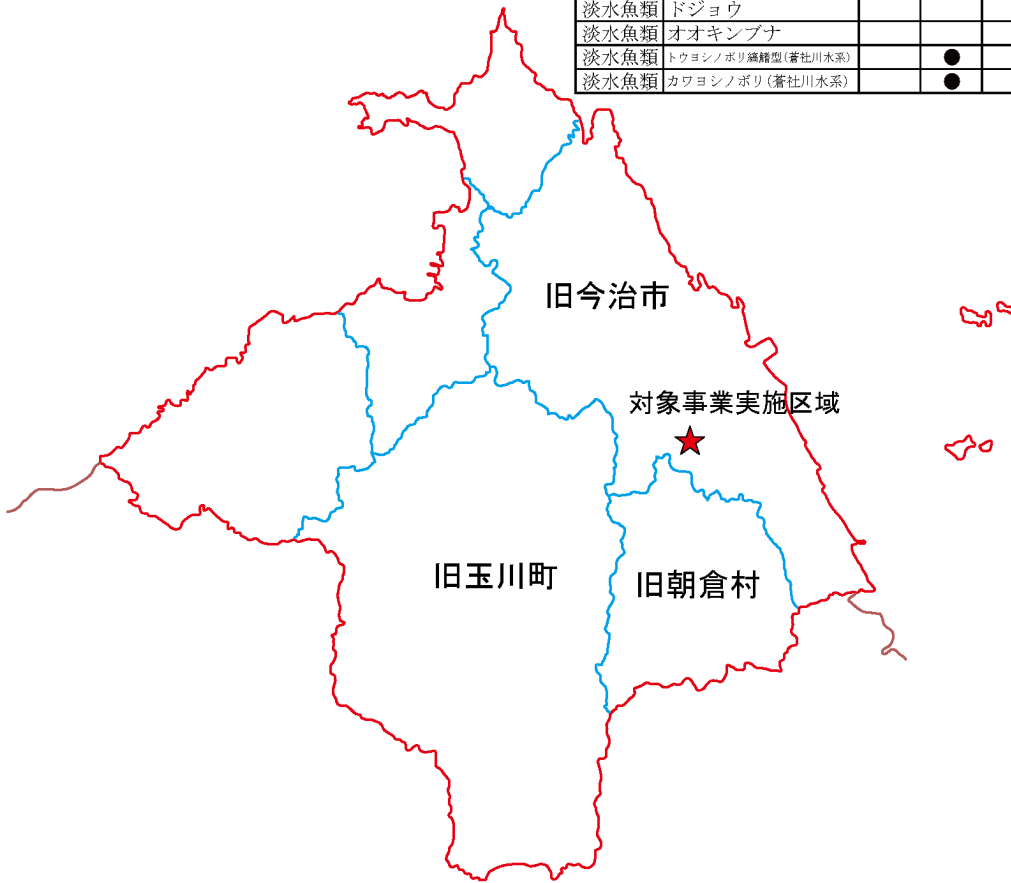 淡水魚類 ドジョウ
淡水魚類 オオキンブナ
淡水魚類 トウヨシノボリ縞鰭型(蒼社川水系) ●
淡水魚類 カワヨシノボリ(蒼社川水系) ●
旧今治市
対象事業実施区域
旧玉川町
旧朝倉村